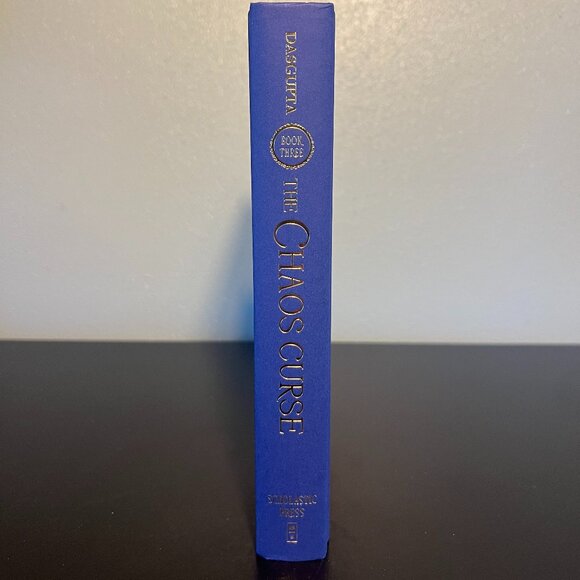 DASGUPTA
BOOK
THREE
THE CHAOS CURSE
SCHOLASTIC
PRESS